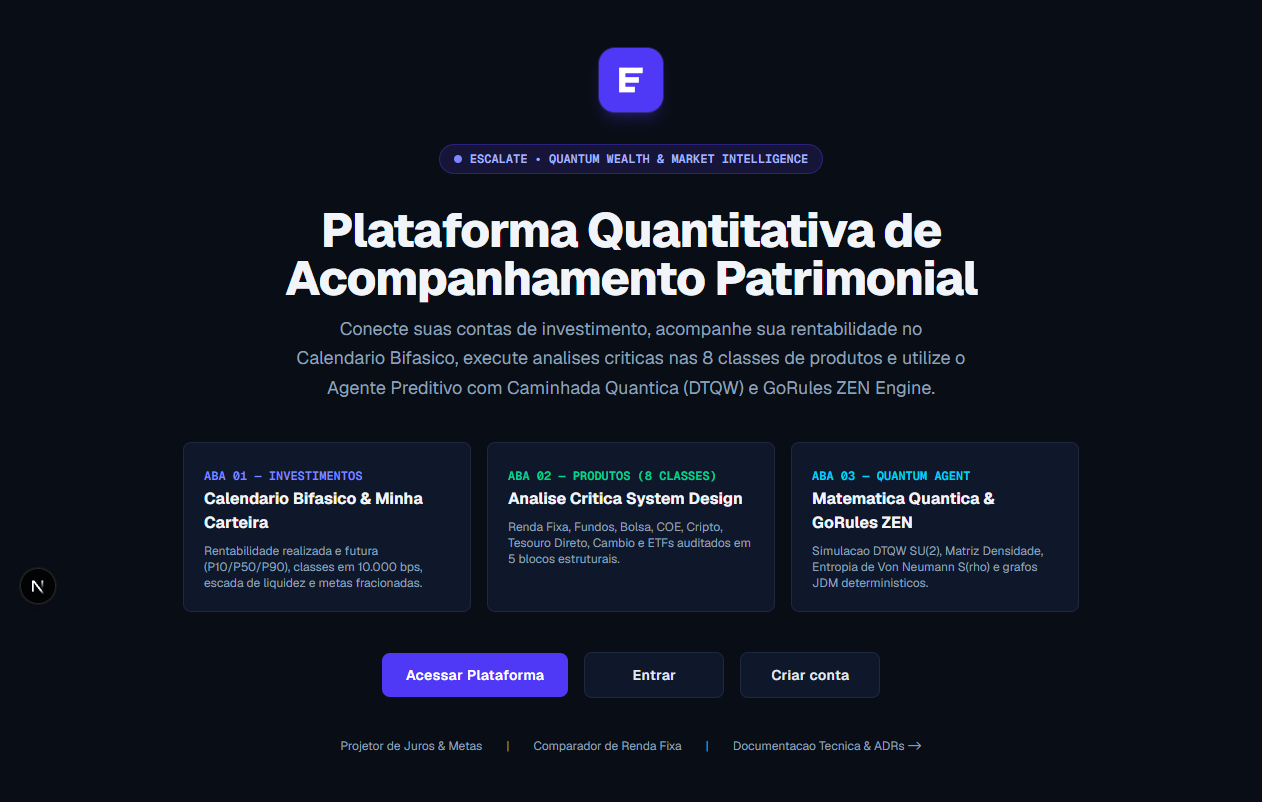 E
ESCALATE • QUANTUM WEALTH & MARKET INTELLIGENCE
Plataforma Quantitativa de
Acompanhamento Patrimonial
Conecte suas contas de investimento, acompanhe sua rentabilidade no
Calendario Bifasico, execute analises criticas nas 8 classes de produtos e utilize o
Agente Preditivo com Caminhada Quantica (DTQW) e GoRules ZEN Engine.
ABA 01 — INVESTIMENTOS
Calendario Bifasico & Minha
Carteira
Rentabilidade realizada e futura
(P10/P50/P90), classes em 10.000 bps,
escada de liquidez e metas fracionadas.
ABA 02 — PRODUTOS (8 CLASSES)
Analise Critica System Design
Renda Fixa, Fundos, Bolsa, COE, Cripto,
Tesouro Direto, Cambio e ETFs auditados em
5 blocos estruturais.
ABA 03 — QUANTUM AGENT
Matematica Quantica &
GoRules ZEN
Simulacao DTQW SU(2), Matriz Densidade,
Entropia de Von Neumann S(rho) e grafos
JDM deterministicos.
N
Acessar Plataforma
Entrar
Criar conta
Projetor de Juros & Metas | Comparador de Renda Fixa | Documentacao Tecnica & ADRs →